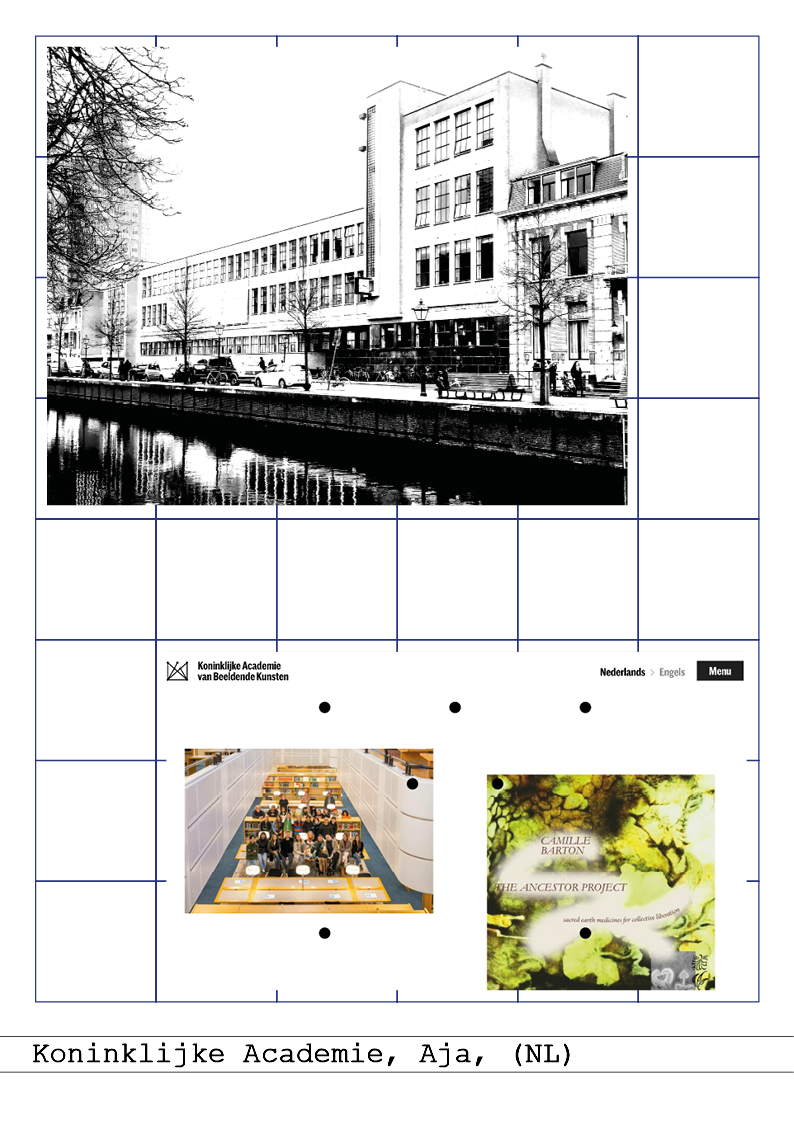 Koninklijke Academie
van Beeldende Kunsten
Nederlands > Engels
Menu
CAMILLE
BARTON
THE ANCESTOR PROJECT
sacred earth medicines for collective liberation
Koninklijke Academie, Aja, (NL)